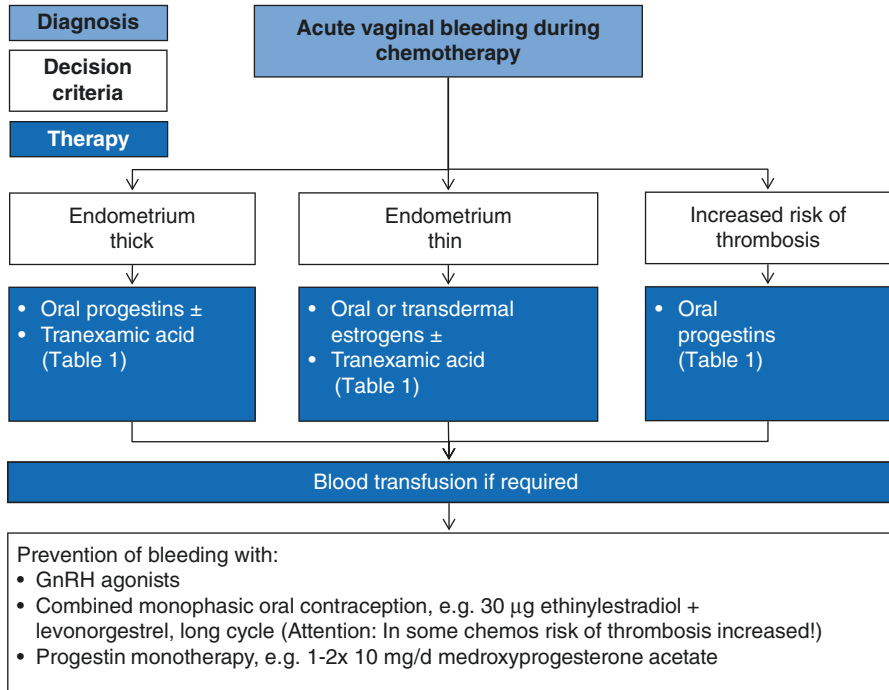 Diagnosis
Decision
criteria
Therapy
Acute vaginal bleeding during
chemotherapy
Endometrium
thick
Endometrium
thin
Increased risk of
thrombosis
• Oral progestins ±
• Tranexamic acid
(Table 1)
• Oral or transdermal
estrogens ±
• Tranexamic acid
(Table 1)
• Oral
progestins
(Table 1)
Blood transfusion if required
Prevention of bleeding with:
• GnRH agonists
• Combined monophasic oral contraception, e.g. 30 µg ethinylestradiol +
levonorgestrel, long cycle (Attention: In some chemos risk of thrombosis increased!)
• Progestin monotherapy, e.g. 1-2x 10 mg/d medroxyprogesterone acetate